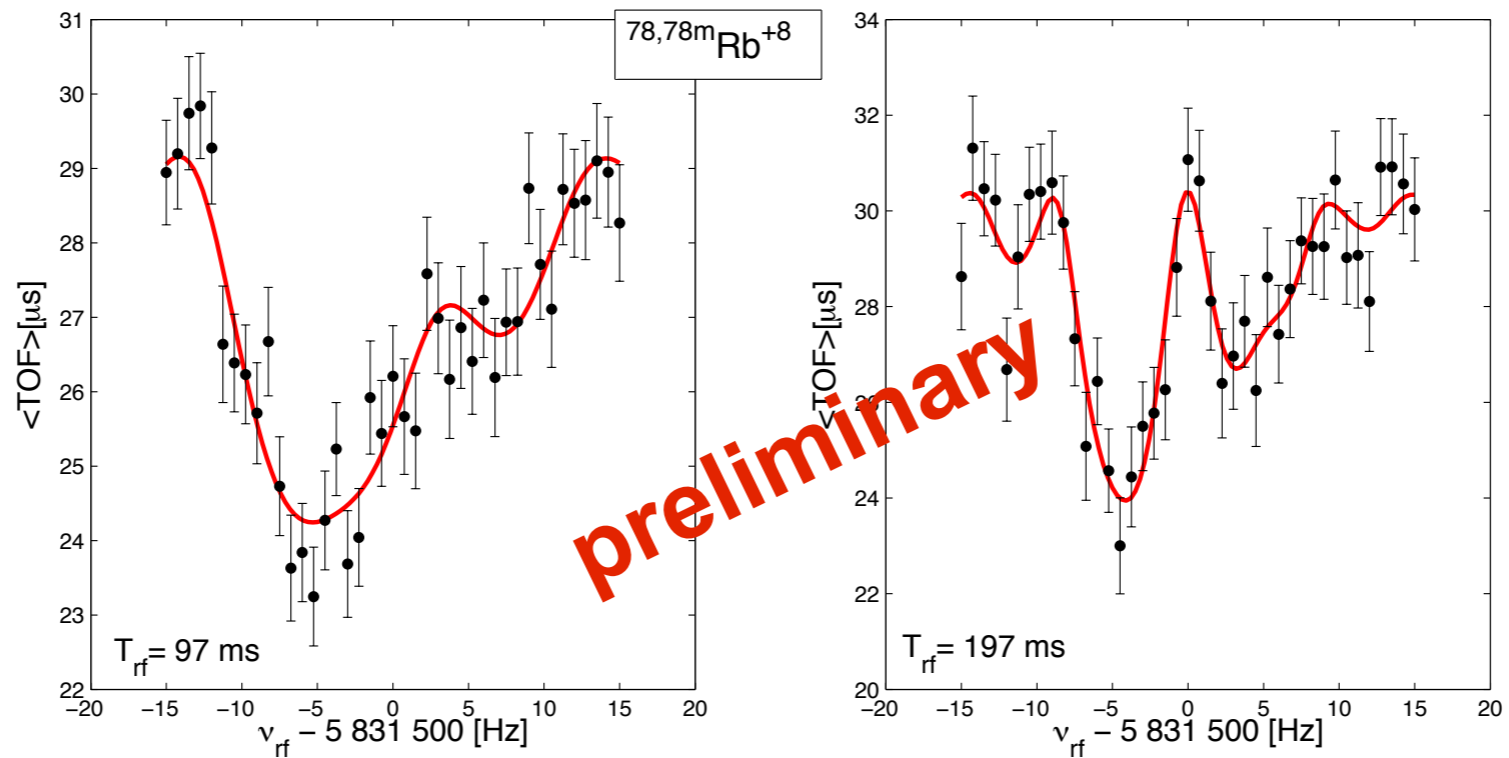 31
30
29
28
27
26
25
24
23
22
<TOF>[μs]
−20 −15 −10 −5 0 5 10 15 20
ν_rf − 5 831 500 [Hz]
T_rf= 97 ms
78,78mRb+8
34
32
30
28
26
24
22
20
<TOF>[μs]
−20 −15 −10 −5 0 5 10 15 20
ν_rf − 5 831 500 [Hz]
T_rf= 197 ms
preliminary